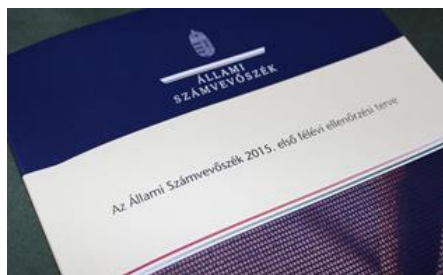 ÁLLAMI
SZÁMVEVŐSZÉK
Az Állami Számvevőszék 2015. első félévi ellenőrzési terve